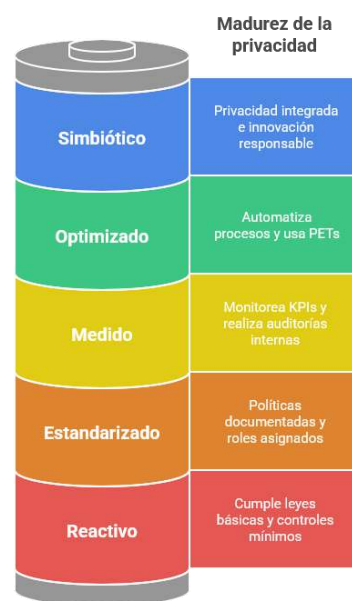 Madurez de la
privacidad
Simbiótico
Privacidad integrada
e innovación
responsable
Optimizado
Automatiza
procesos y usa PETs
Medido
Monitorea KPIs y
realiza auditorías
internas
Estandarizado
Políticas
documentadas y
roles asignados
Reactivo
Cumple leyes
básicas y controles
mínimos